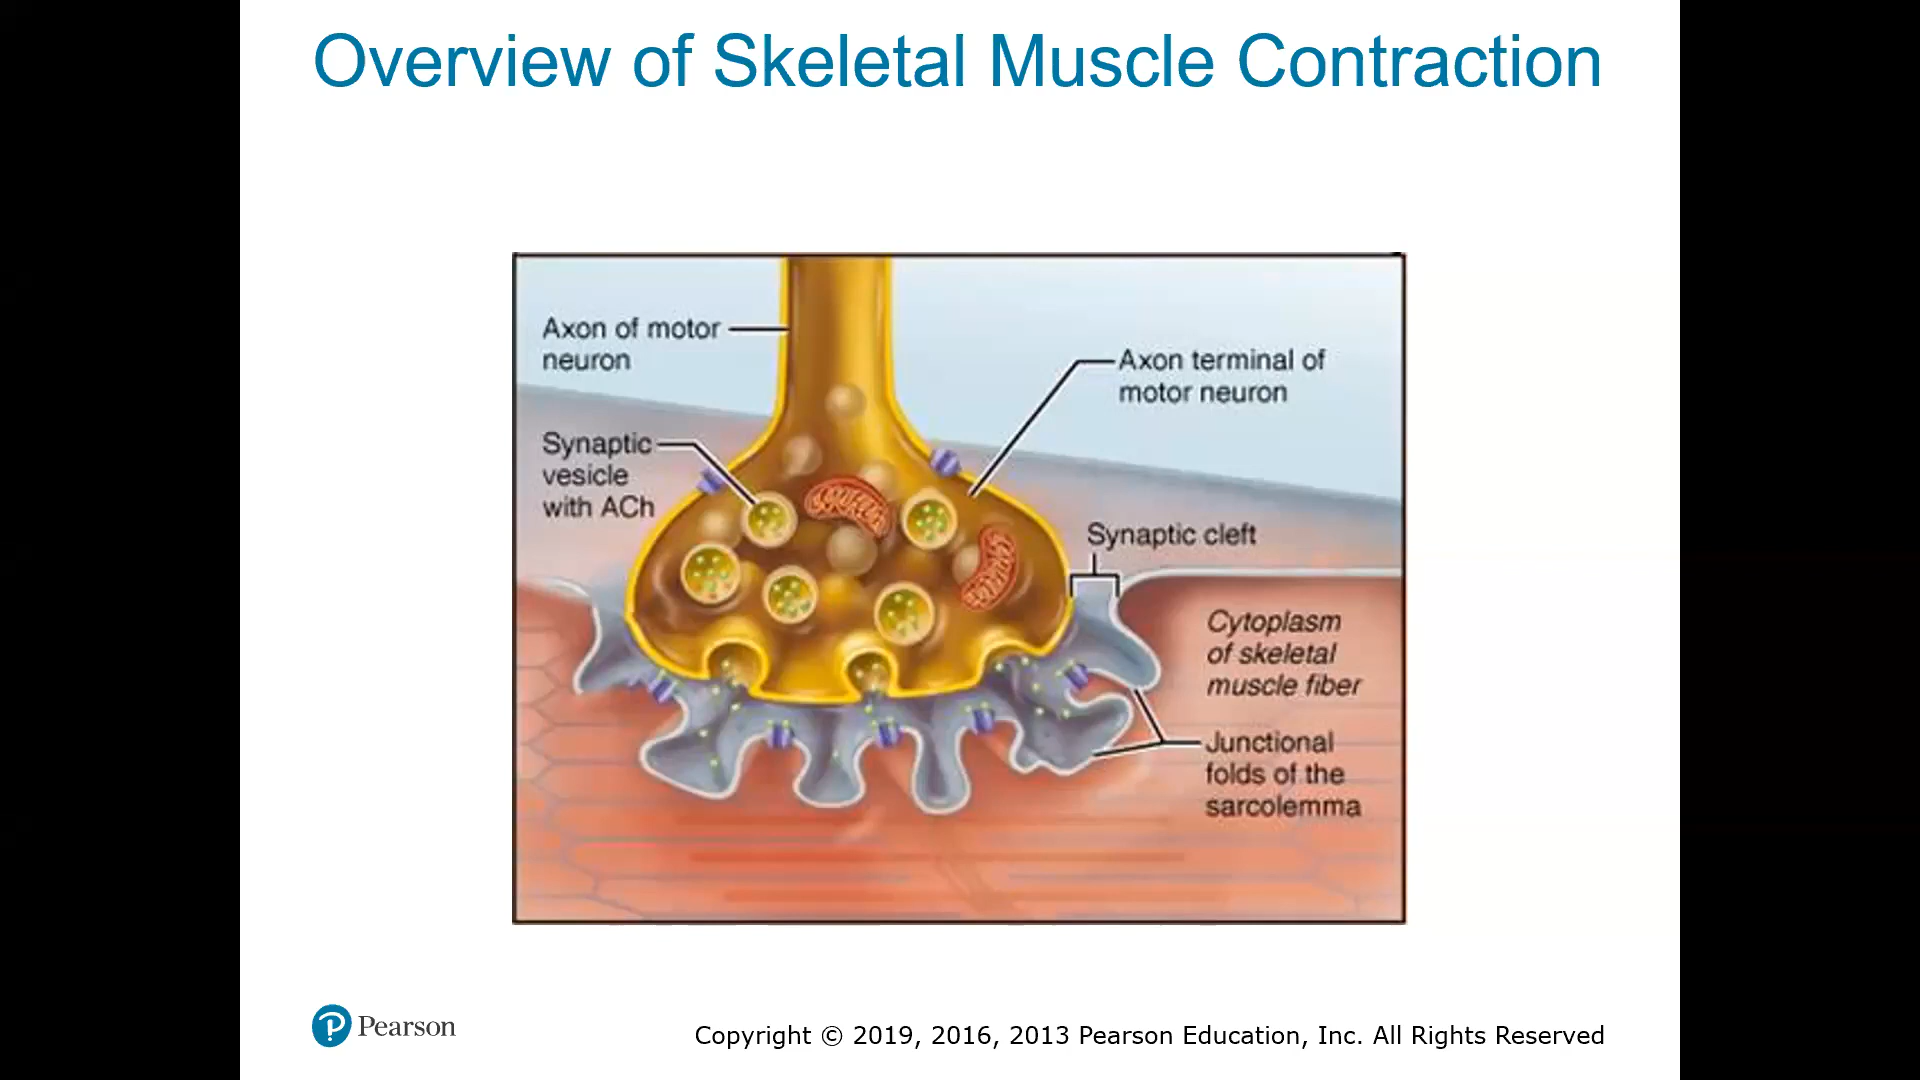 Overview of Skeletal Muscle Contraction
Axon of motor
neuron
Axon terminal of
motor neuron
Synaptic
vesicle
with ACh
Synaptic cleft
Cytoplasm
of skeletal
muscle fiber
Junctional
folds of the
sarcolemma
Pearson
Copyright © 2019, 2016, 2013 Pearson Education, Inc. All Rights Reserved